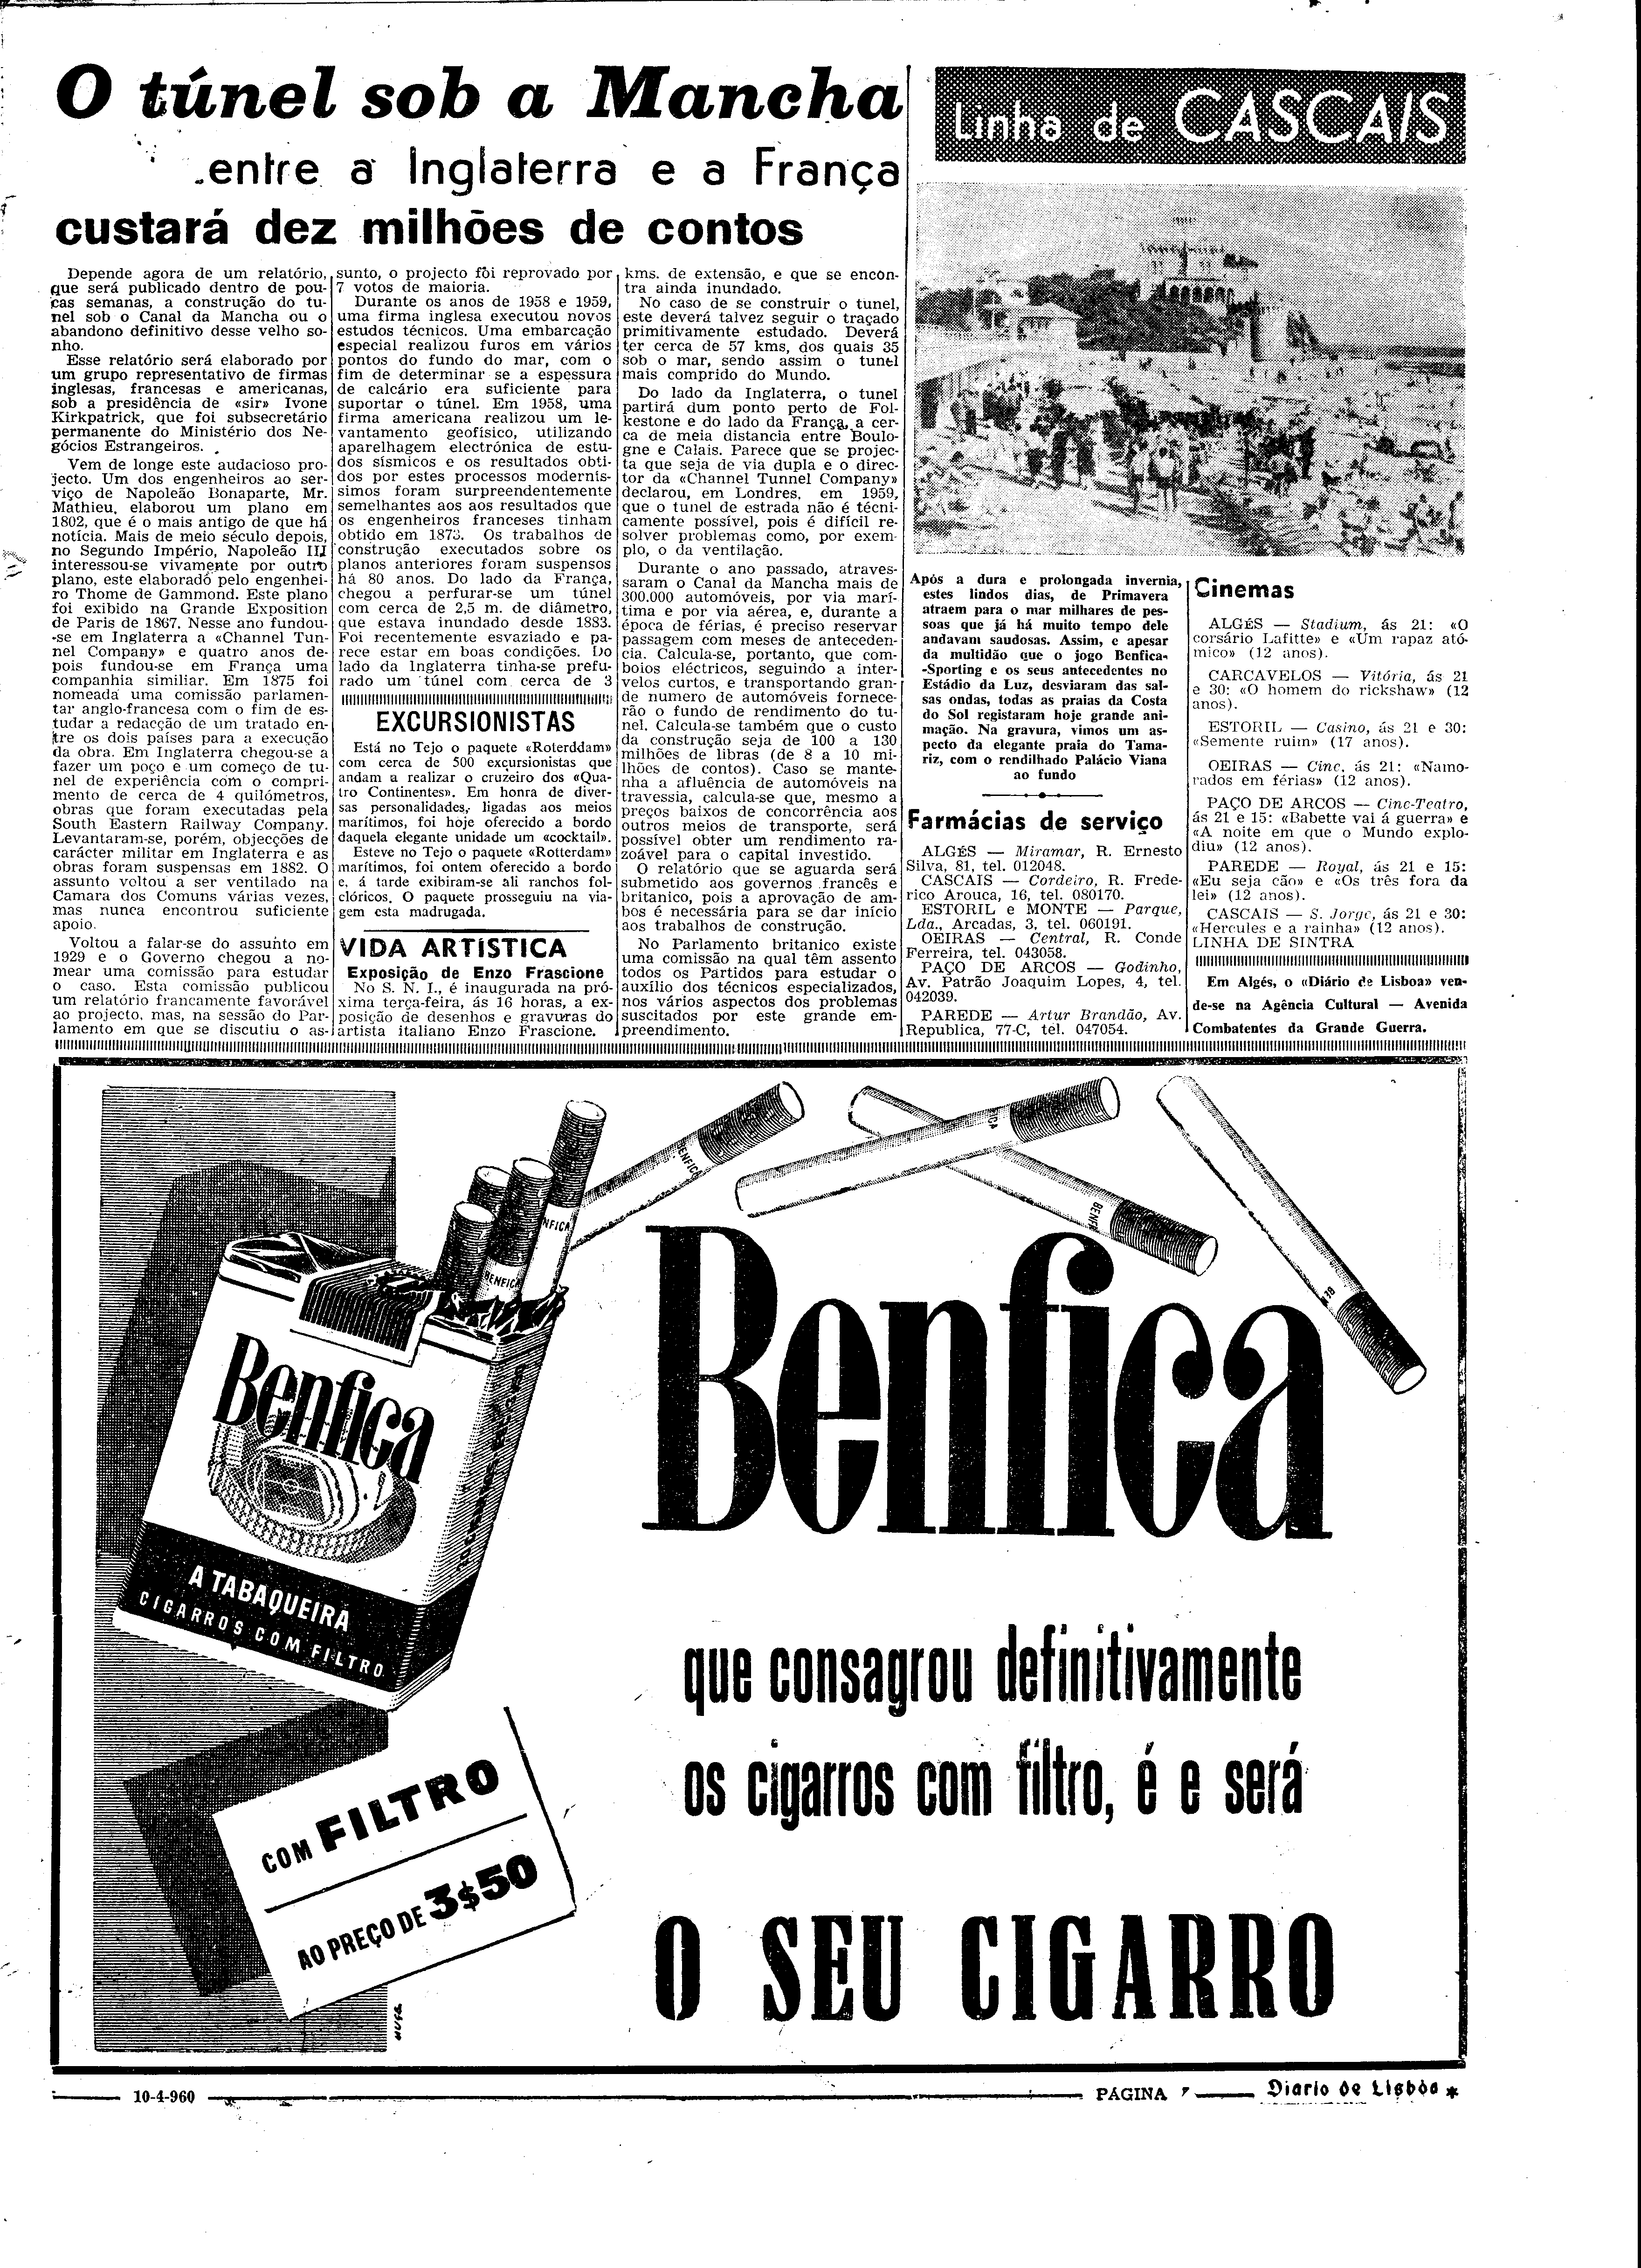 O túnel sob a Mancha
entre a Inglaterra e a França
custará dez milhões de contos
Depende agora de um relatório,
que será publicado dentro de pou-
cas semanas, a construção do tu-
nel sob o Canal da Mancha ou o
abandono definitivo desse velho so-
nho.
Esse relatório será elaborado por
um grupo representativo de firmas
inglesas, francesas e americanas,
sob a presidência de «sir» Ivone
Kirkpatrick, que foi subsecretário
permanente do Ministério dos Ne-
gócios Estrangeiros.
Vem de longe este audacioso pro-
jecto. Um dos engenheiros ao ser-
viço de Napoleão Bonaparte, Mr.
Mathieu, elaborou um plano em
1802, que é o mais antigo de que há
notícia. Mais de meio século depois,
no Segundo Império, Napoleão III
interessou-se vivamente por outro
plano, este elaborado pelo engenhei-
ro Thome de Gammond. Este plano
foi exibido na Grande Exposition
de Paris de 1867. Nesse ano fundou-
-se em Inglaterra a «Channel Tun-
nel Company» e quatro anos de-
pois fundou-se em França uma
companhia similiar. Em 1875 foi
nomeada uma comissão parlamen-
tar anglo-francesa com o fim de es-
tudar a redacção de um tratado en-
tre os dois países para a execução
da obra. Em Inglaterra chegou-se a
fazer um poço e um começo de tu-
nel de experiência com o compri-
mento de cerca de 4 quilómetros,
obras que foram executadas pela
South Eastern Railway Company.
Levantaram-se, porém, objecções de
carácter militar em Inglaterra e as
obras foram suspensas em 1882. O
assunto voltou a ser ventilado na
Camara dos Comuns várias vezes,
mas nunca encontrou suficiente
apoio.
Voltou a falar-se do assunto em
1929 e o Governo chegou a no-
mear uma comissão para estudar
o caso. Esta comissão publicou
um relatório francamente favorável
ao projecto, mas, na sessão do Par-
lamento em que se discutiu o as-
sunto, o projecto foi reprovado por
7 votos de maioria.
Durante os anos de 1958 e 1959,
uma firma inglesa executou novos
estudos técnicos. Uma embarcação
especial realizou furos em vários
pontos do fundo do mar, com o
fim de determinar se a espessura
de calcário era suficiente para
suportar o túnel. Em 1958, uma
firma americana realizou um le-
vantamento geofísico, utilizando
aparelhagem electrónica de estu-
dos sísmicos e os resultados obti-
dos por estes processos modernís-
simos foram surpreendentemente
semelhantes aos aos resultados que
os engenheiros franceses tinham
obtido em 1873. Os trabalhos de
construção executados sobre os
planos anteriores foram suspensos
há 80 anos. Do lado da França,
chegou a perfurar-se um túnel
com cerca de 2,5 m. de diâmetro,
que estava inundado desde 1883.
Foi recentemente esvaziado e pa-
rece estar em boas condições. Do
lado da Inglaterra tinha-se prefu-
rado um túnel com cerca de 3
kms. de extensão, e que se encon-
tra ainda inundado.
No caso de se construir o tunel,
este deverá talvez seguir o traçado
primitivamente estudado. Deverá
ter cerca de 57 kms, dos quais 35
sob o mar, sendo assim o tunel
mais comprido do Mundo.
Do lado da Inglaterra, o tunel
partirá dum ponto perto de Fol-
kestone e do lado da França, a cer-
ca de meia distancia entre Boulo-
gne e Calais. Parece que se projec-
ta que seja de via dupla e o direc-
tor da «Channel Tunnel Company»
declarou, em Londres, em 1959,
que o tunel de estrada não é técni-
camente possível, pois é difícil re-
solver problemas como, por exem-
plo, o da ventilação.
Durante o ano passado, atraves-
saram o Canal da Mancha mais de
300.000 automóveis, por via marí-
tima e por via aérea, e, durante a
época de férias, é preciso reservar
passagem com meses de anteceden-
cia. Calcula-se, portanto, que com-
boios eléctricos, seguindo a inter-
velos curtos, e transportando gran-
de numero de automóveis fornece-
rão o fundo de rendimento do tu-
nel. Calcula-se também que o custo
da construção seja de 100 a 130
milhões de libras (de 8 a 10 mi-
lhões de contos). Caso se mante-
nha a afluência de automóveis na
travessia, calcula-se que, mesmo a
preços baixos de concorrência aos
outros meios de transporte, será
possível obter um rendimento ra-
zoável para o capital investido.
O relatório que se aguarda será
submetido aos governos francês e
britanico, pois a aprovação de am-
bos é necessária para se dar início
aos trabalhos de construção.
No Parlamento britanico existe
uma comissão na qual têm assento
todos os Partidos para estudar o
auxílio dos técnicos especializados,
nos vários aspectos dos problemas
suscitados por este grande em-
preendimento.
EXCURSIONISTAS
Está no Tejo o paquete «Roterddam»
com cerca de 500 excursionistas que
andam a realizar o cruzeiro dos «Qua-
tro Continentes». Em honra de diver-
sas personalidades, ligadas aos meios
marítimos, foi hoje oferecido a bordo
daquela elegante unidade um «cocktail».
Esteve no Tejo o paquete «Rotterdam»
marítimos, foi ontem oferecido a bordo
e, á tarde exibiram-se ali ranchos fol-
clóricos. O paquete prosseguiu na via-
gem esta madrugada.
VIDA ARTÍSTICA
Exposição de Enzo Frascione
No S. N. I., é inaugurada na pró-
xima terça-feira, ás 16 horas, a ex-
posição de desenhos e gravuras do
artista italiano Enzo Frascione.
Linha de CASCAIS
Após a dura e prolongada invernia,
estes lindos dias, de Primavera
atraem para o mar milhares de pes-
soas que já há muito tempo dele
andavam saudosas. Assim, e apesar
da multidão que o jogo Benfica-
-Sporting e os seus antecedentes no
Estádio da Luz, desviaram das sal-
sas ondas, todas as praias da Costa
do Sol registaram hoje grande ani-
mação. Na gravura, vimos um as-
pecto da elegante praia do Tama-
riz, com o rendilhado Palácio Viana
ao fundo
Farmácias de serviço
ALGÉS — Miramar, R. Ernesto
Silva, 81, tel. 012048.
CASCAIS — Cordeiro, R. Frede-
rico Arouca, 16, tel. 080170.
ESTORIL e MONTE — Parque,
Lda., Arcadas, 3, tel. 060191.
OEIRAS — Central, R. Conde
Ferreira, tel. 043058.
PAÇO DE ARCOS — Godinho,
Av. Patrão Joaquim Lopes, 4, tel.
042039.
PAREDE — Artur Brandão, Av.
Republica, 77-C, tel. 047054.
Cinemas
ALGÉS — Stadium, ás 21: «O
corsário Lafitte» e «Um rapaz ató-
mico» (12 anos).
CARCAVELOS — Vitória, ás 21
e 30: «O homem do rickshaw» (12
anos).
ESTORIL — Casino, ás 21 e 30:
«Semente ruim» (17 anos).
OEIRAS — Cine, ás 21: «Namo-
rados em férias» (12 anos).
PAÇO DE ARCOS — Cine-Teatro,
ás 21 e 15: «Babette vai á guerra» e
«A noite em que o Mundo explo-
diu» (12 anos).
PAREDE — Royal, ás 21 e 15:
«Eu seja cão» e «Os três fora da
lei» (12 anos).
CASCAIS — S. Jorge, ás 21 e 30:
«Hercules e a rainha» (12 anos).
LINHA DE SINTRA
Em Algés, o «Diário de Lisboa» ven-
de-se na Agência Cultural — Avenida
Combatentes da Grande Guerra.
BENFICA
BENFICA
Benfica
A TABAQUEIRA
CIGARROS COM FILTRO
COM FILTRO
AO PREÇO DE 3$50
Benfica
que consagrou definitivamente
os cigarros com filtro, é e será
O SEU CIGARRO
10-4-960
PÁGINA 7
Diario de Lisboa *